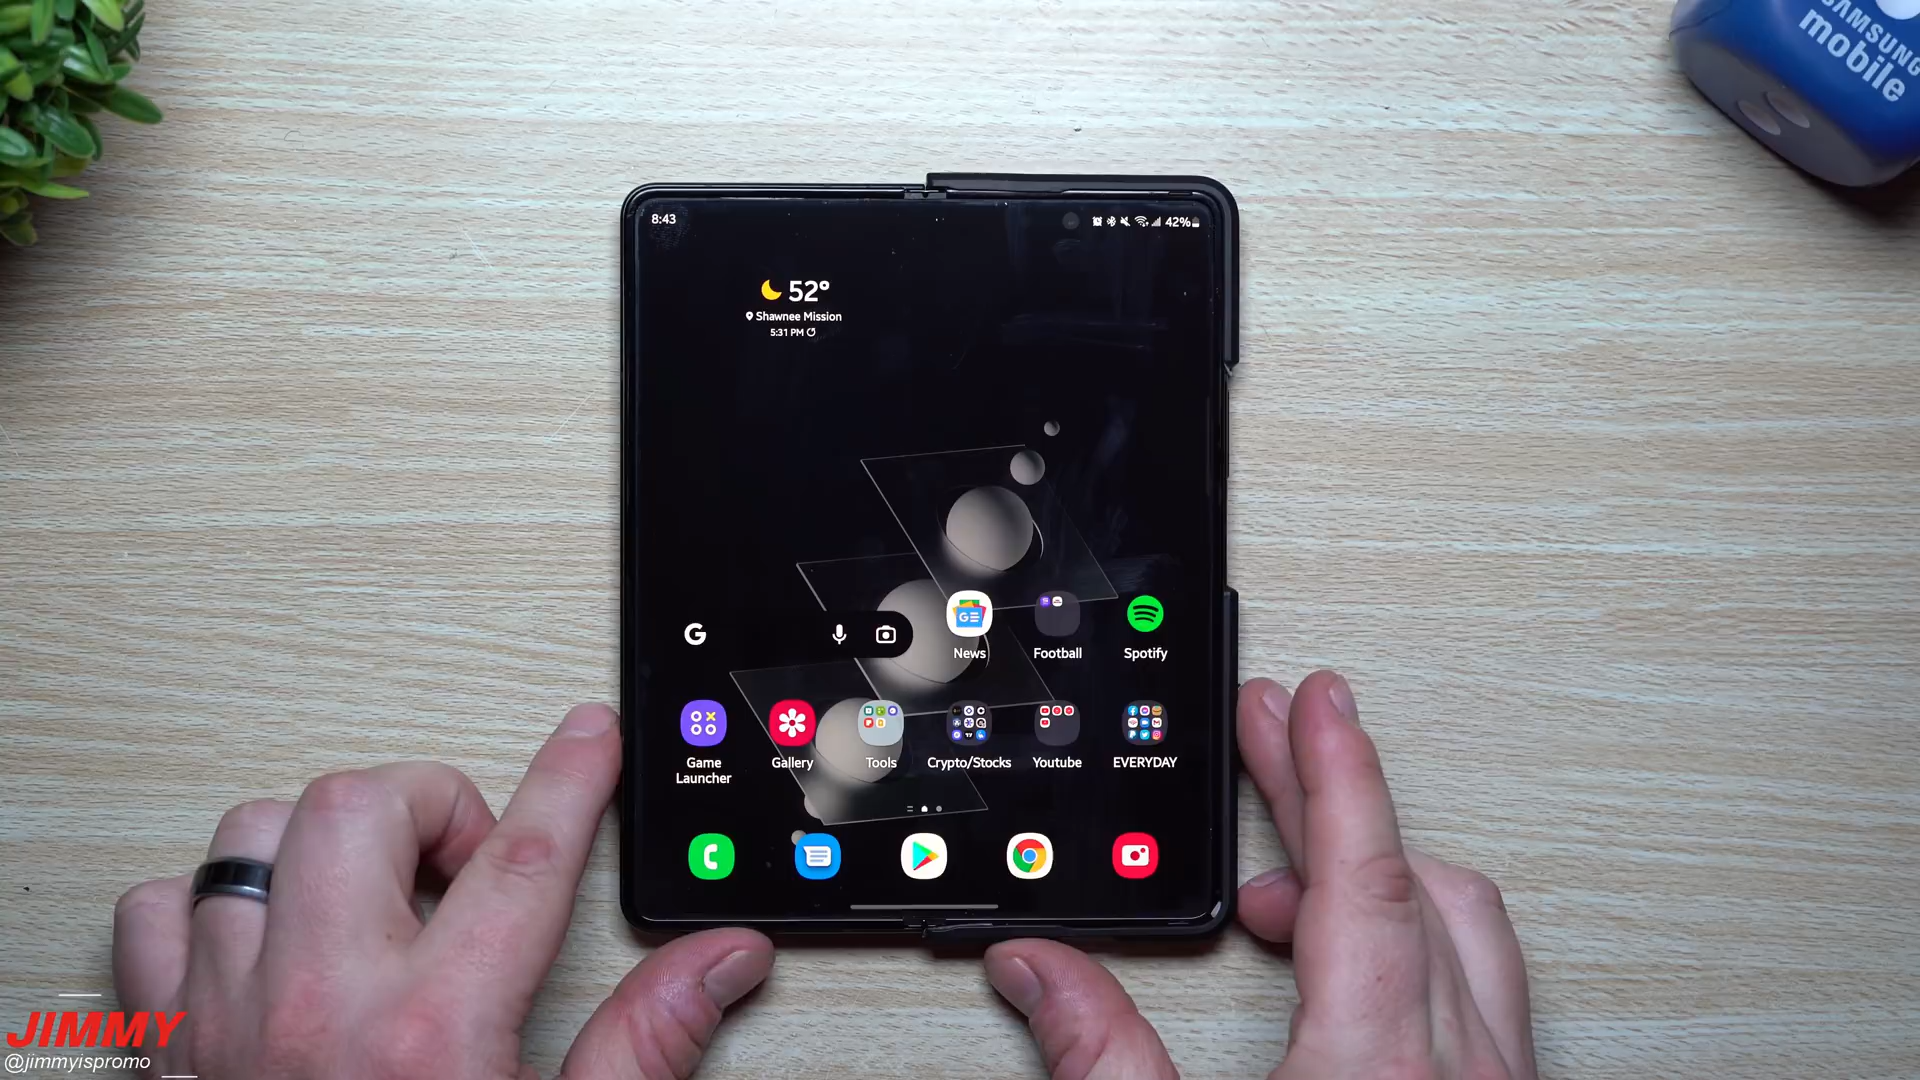 SAMSUNG
mobile
8:43
42%
52°
Shawnee Mission
5:31 PM
G
GE
News
Football
Spotify
Game
Launcher
Gallery
Tools
Crypto/Stocks
Youtube
EVERYDAY
JIMMY
@jimmyispromo